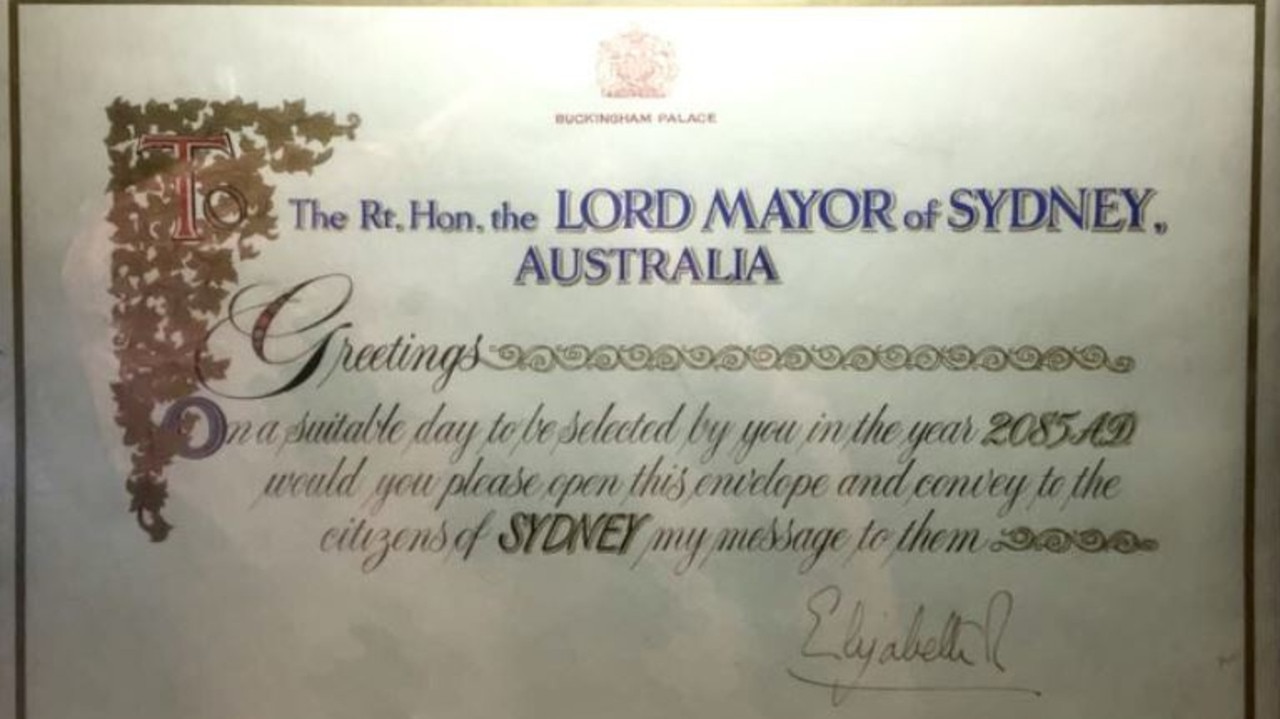 BUCKINGHAM PALACE
To The Rt. Hon. the LORD MAYOR of SYDNEY,
AUSTRALIA
Greetings
On a suitable day to be selected by you in the year 2085 AD
would you please open this envelope and convey to the
citizens of SYDNEY my message to them
Elizabeth R